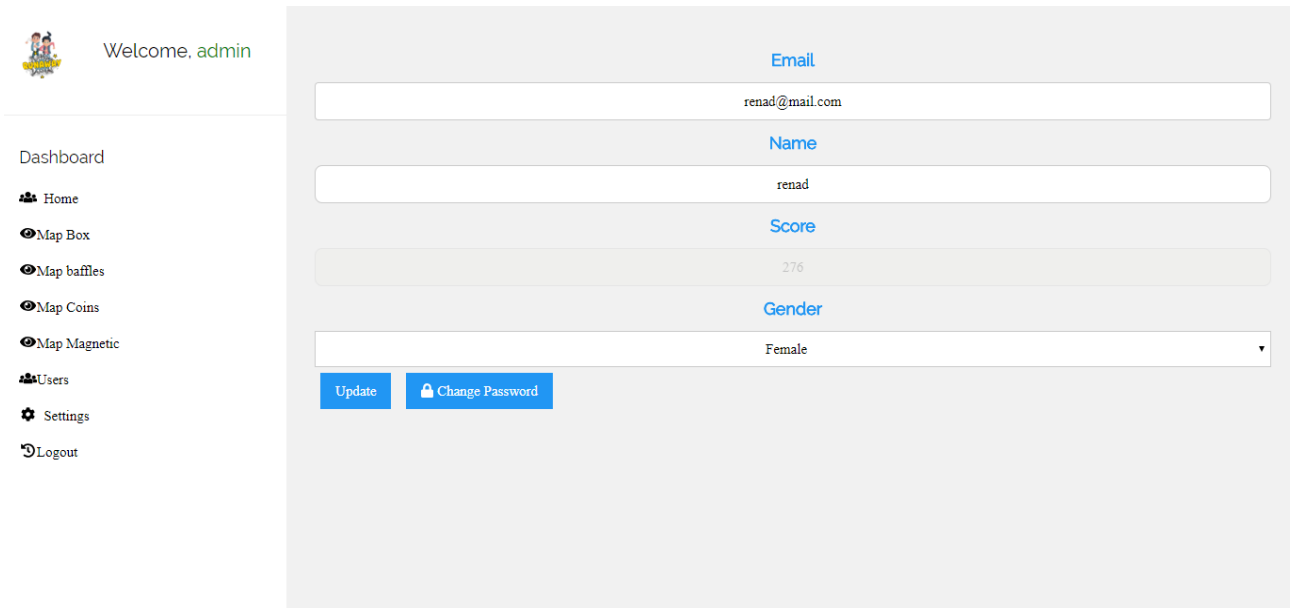 Welcome, admin
Dashboard
Home
Map Box
Map baffles
Map Coins
Map Magnetic
Users
Settings
Logout
Email
renad@mail.com
Name
renad
Score
276
Gender
Female
Update
Change Password